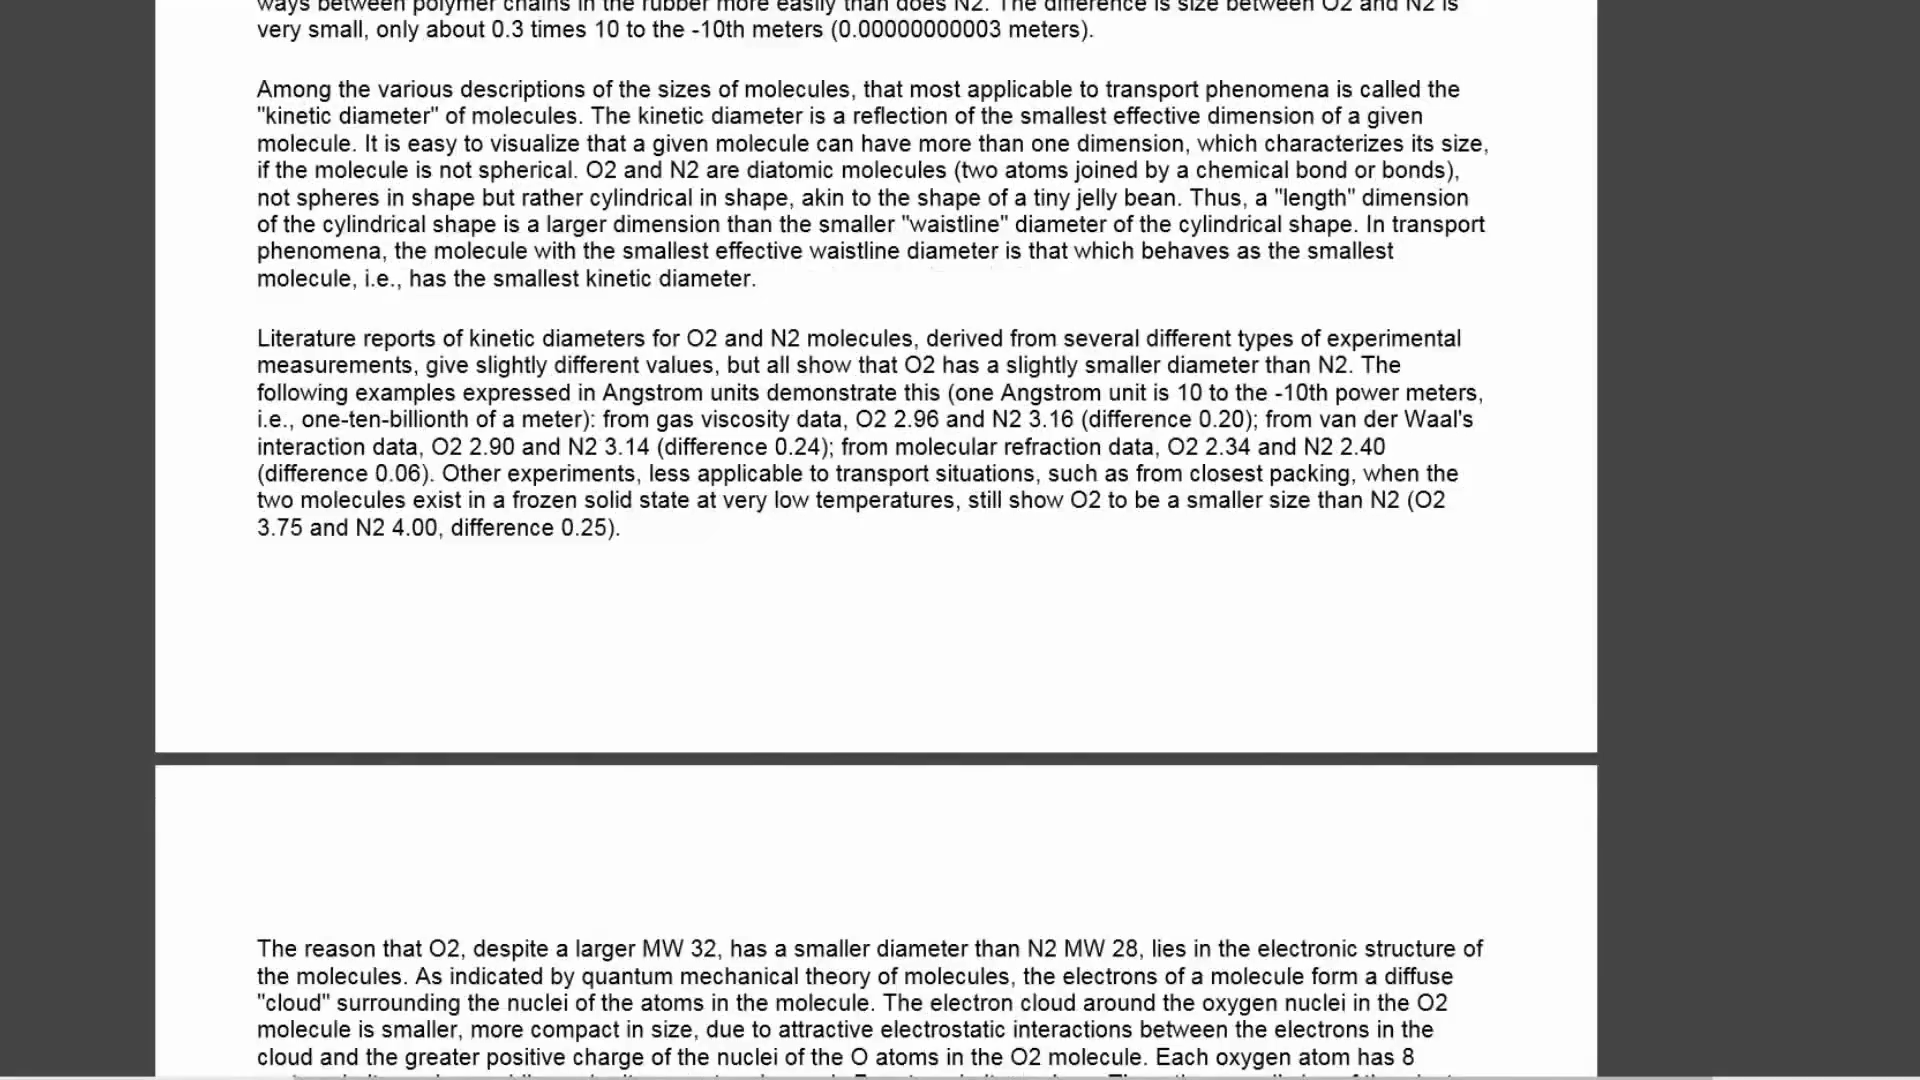 ways between polymer chains in the rubber more easily than does N2. The difference is size between O2 and N2 is
very small, only about 0.3 times 10 to the -10th meters (0.00000000003 meters).
Among the various descriptions of the sizes of molecules, that most applicable to transport phenomena is called the
"kinetic diameter" of molecules. The kinetic diameter is a reflection of the smallest effective dimension of a given
molecule. It is easy to visualize that a given molecule can have more than one dimension, which characterizes its size,
if the molecule is not spherical. O2 and N2 are diatomic molecules (two atoms joined by a chemical bond or bonds),
not spheres in shape but rather cylindrical in shape, akin to the shape of a tiny jelly bean. Thus, a "length" dimension
of the cylindrical shape is a larger dimension than the smaller "waistline" diameter of the cylindrical shape. In transport
phenomena, the molecule with the smallest effective waistline diameter is that which behaves as the smallest
molecule, i.e., has the smallest kinetic diameter.
Literature reports of kinetic diameters for O2 and N2 molecules, derived from several different types of experimental
measurements, give slightly different values, but all show that O2 has a slightly smaller diameter than N2. The
following examples expressed in Angstrom units demonstrate this (one Angstrom unit is 10 to the -10th power meters,
i.e., one-ten-billionth of a meter): from gas viscosity data, O2 2.96 and N2 3.16 (difference 0.20); from van der Waal's
interaction data, O2 2.90 and N2 3.14 (difference 0.24); from molecular refraction data, O2 2.34 and N2 2.40
(difference 0.06). Other experiments, less applicable to transport situations, such as from closest packing, when the
two molecules exist in a frozen solid state at very low temperatures, still show O2 to be a smaller size than N2 (O2
3.75 and N2 4.00, difference 0.25).
The reason that O2, despite a larger MW 32, has a smaller diameter than N2 MW 28, lies in the electronic structure of
the molecules. As indicated by quantum mechanical theory of molecules, the electrons of a molecule form a diffuse
"cloud" surrounding the nuclei of the atoms in the molecule. The electron cloud around the oxygen nuclei in the O2
molecule is smaller, more compact in size, due to attractive electrostatic interactions between the electrons in the
cloud and the greater positive charge of the nuclei of the O atoms in the O2 molecule. Each oxygen atom has 8